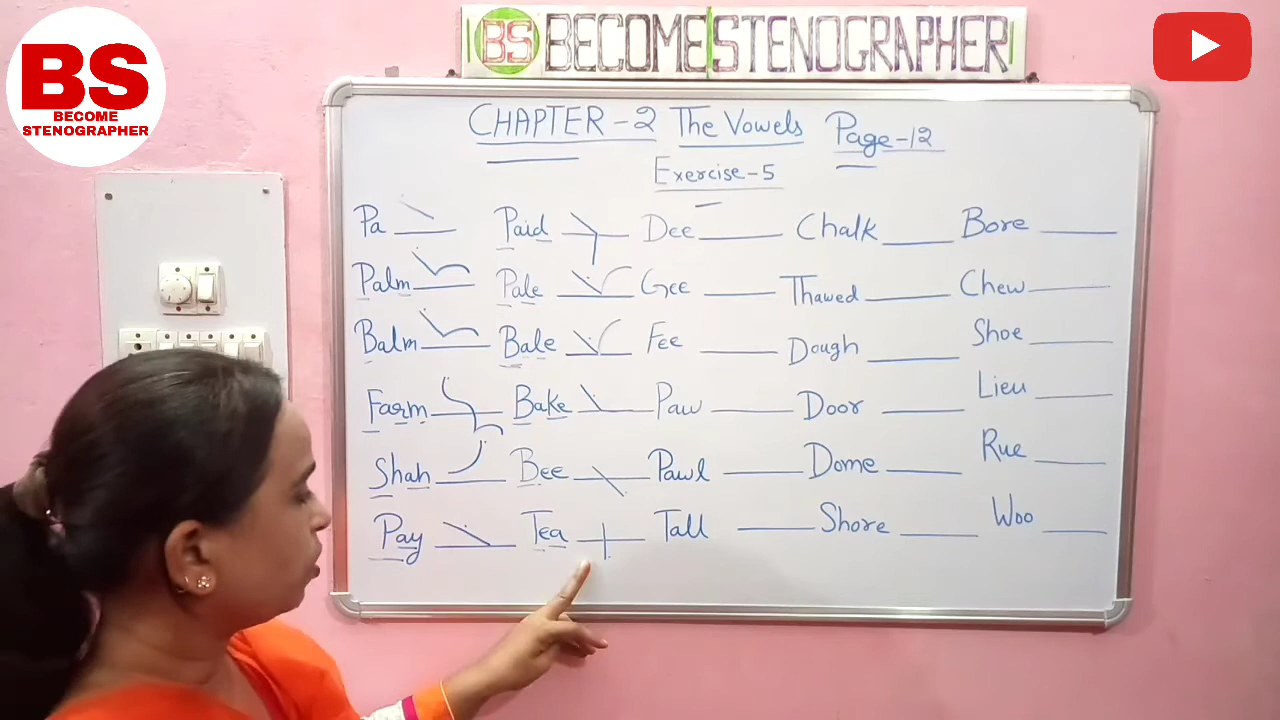 BS BECOME STENOGRAPHER
BS
BECOME
STENOGRAPHER
CHAPTER-2 The Vowels Page-12
Exercise-5
Pa Paid Dee Chalk Bore
Palm Pale Gee Thawed Chew
Balm Bale Fee Dough Shoe
Farm Bake Paw Door Lieu
Shah Bee Pawl Dome Rue
Pay Tea Tall Shore Woo